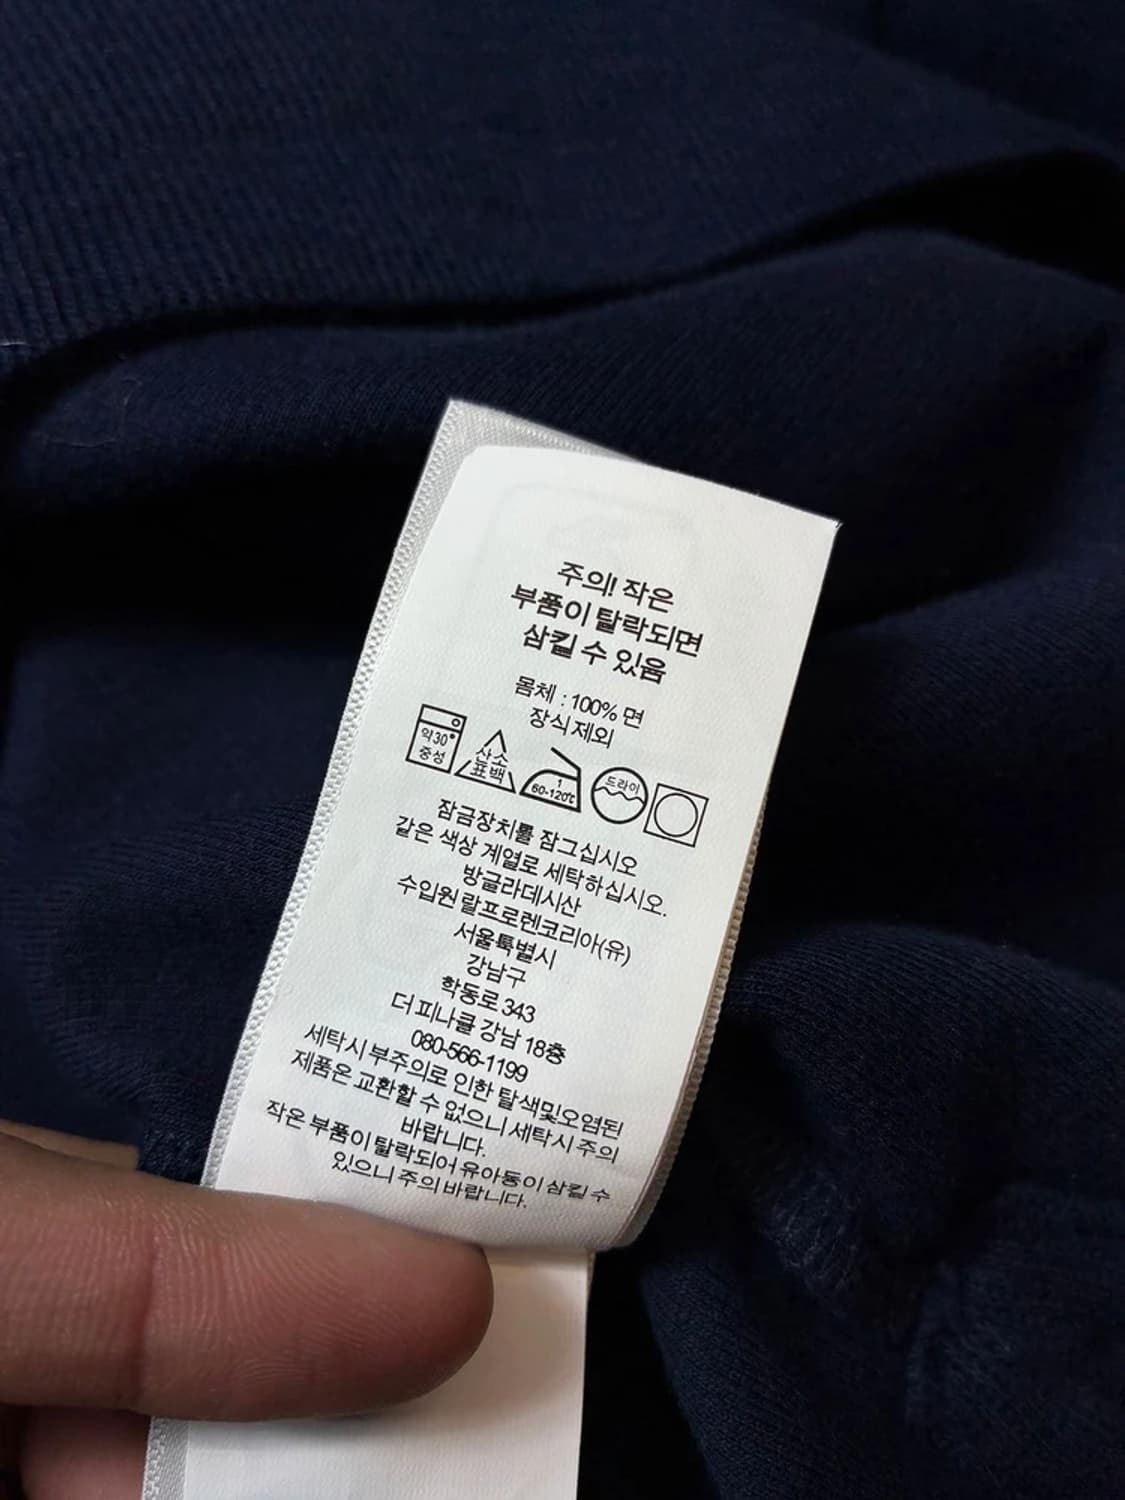 주의! 작은
부품이 탈락되면
삼킬 수 있음
몸체 : 100% 면
장식제외
약30°
중성
산소
표백
1
60-120℃
드라이
잠금장치를 잠그십시오
같은 색상 계열로 세탁하십시오.
방글라데시산
수입원 랄프로렌코리아(유)
서울특별시
강남구
학동로 343
더 피나클 강남 18층
080-566-1199
세탁시 부주의로 인한 탈색및오염된
제품은 교환할 수 없으니 세탁시 주의
바랍니다.
작은 부품이 탈락되어 유아동이 삼킬 수
있으니 주의 바랍니다.